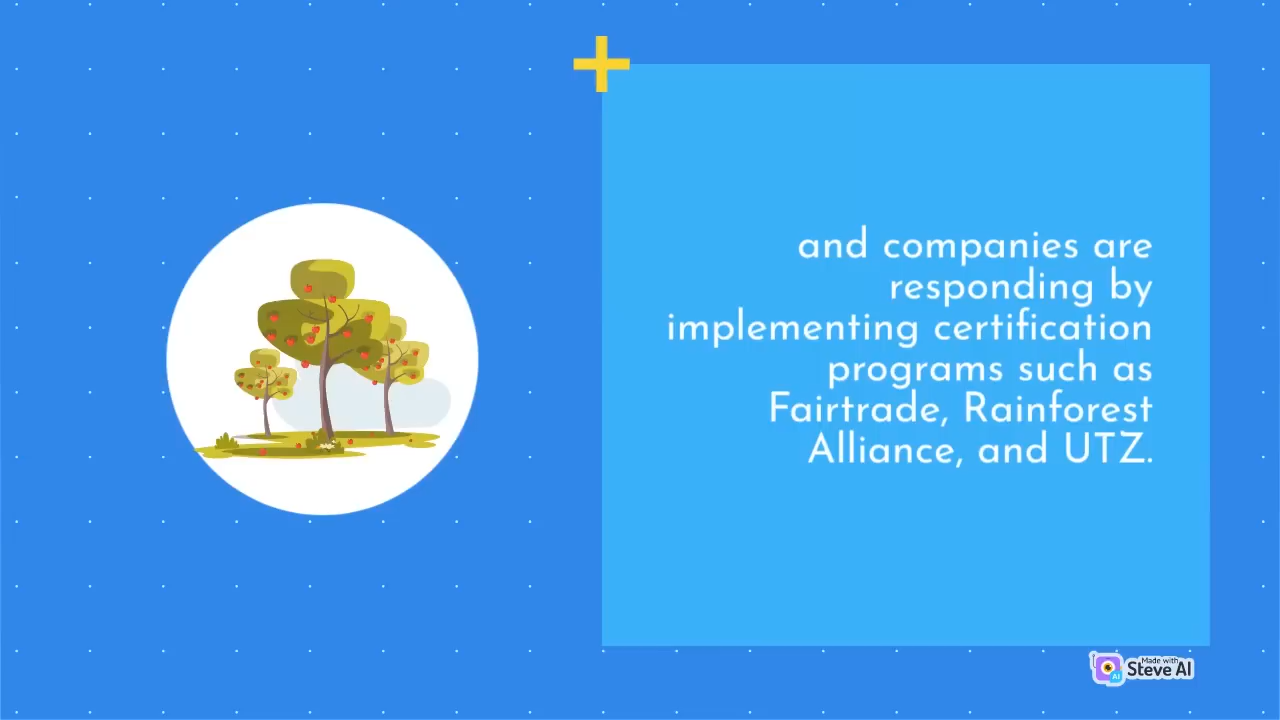 and companies are
responding by
implementing certification
programs such as
Fairtrade, Rainforest
Alliance, and UTZ.
Made with
Steve AI
AI